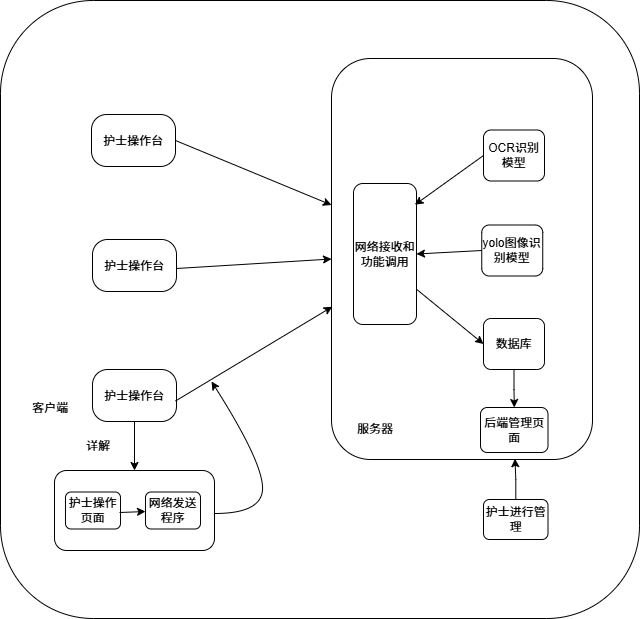 护士操作台
OCR识别
模型
网络接收和
功能调用
yolo图像识
别模型
护士操作台
数据库
护士操作台
客户端
服务器
后端管理页
面
详解
护士操作
页面
网络发送
程序
护士进行管
理